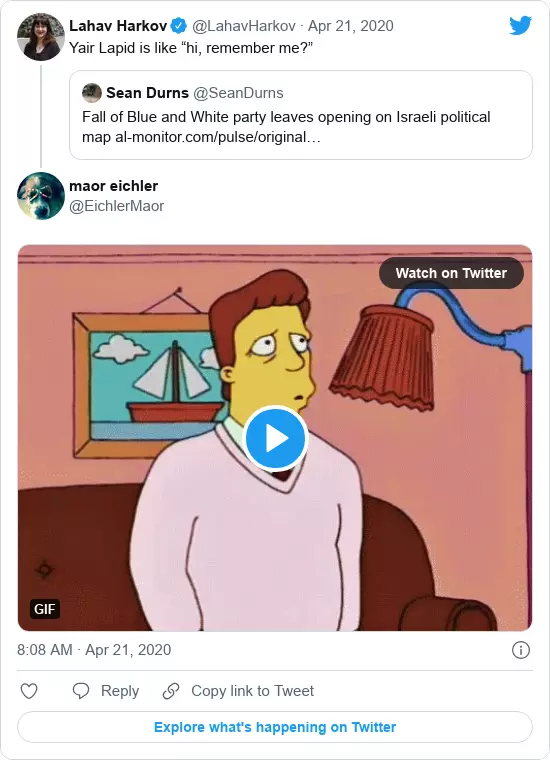 Lahav Harkov @LahavHarkov · Apr 21, 2020
Yair Lapid is like “hi, remember me?”
Sean Durns @SeanDurns
Fall of Blue and White party leaves opening on Israeli political
map al-monitor.com/pulse/original…
maor eichler
@EichlerMaor
Watch on Twitter
GIF
8:08 AM · Apr 21, 2020
Reply
Copy link to Tweet
Explore what's happening on Twitter